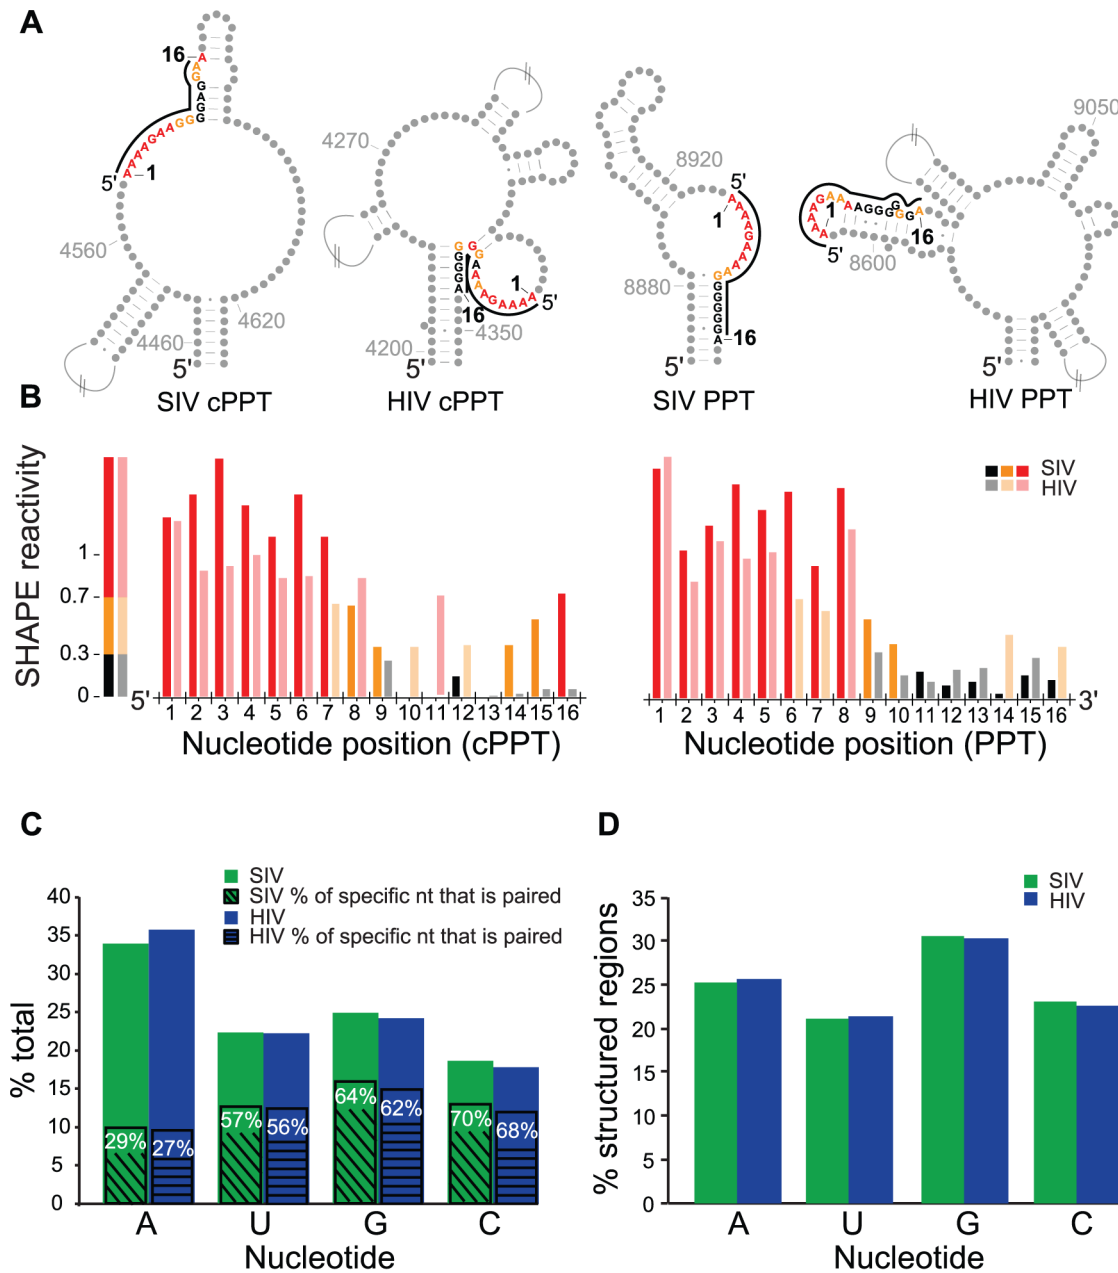 A
16
A
A
G
G
A
G
G
G
G
A
A
G
A
A
A
A
1
5'
4560
4460
4620
5'
SIV cPPT
4270
G
G
G
G
A
16
G
G
A
A
A
A
G
A
A
A
A
1
5'
4350
4200
5'
HIV cPPT
8920
5'
1
A
A
A
A
G
A
A
A
A
G
G
G
G
G
G
A
16
8880
5'
SIV PPT
9050
A
A
A
A
G
A
A
A
A
G
G
G
G
G
G
A
1
16
5'
8600
5'
HIV PPT
B
SHAPE reactivity
1
0.7
0.3
0
5'
1 2 3 4 5 6 7 8 9 10 11 12 13 14 15 16
Nucleotide position (cPPT)
SIV
HIV
1 2 3 4 5 6 7 8 9 10 11 12 13 14 15 16
3'
Nucleotide position (PPT)
C
SIV
SIV % of specific nt that is paired
HIV
HIV % of specific nt that is paired
% total
40
35
30
25
20
15
10
5
0
29% 27% 57% 56% 64% 62% 70% 68%
A U G C
Nucleotide
D
SIV
HIV
% structured regions
35
30
25
20
15
10
5
0
A U G C
Nucleotide